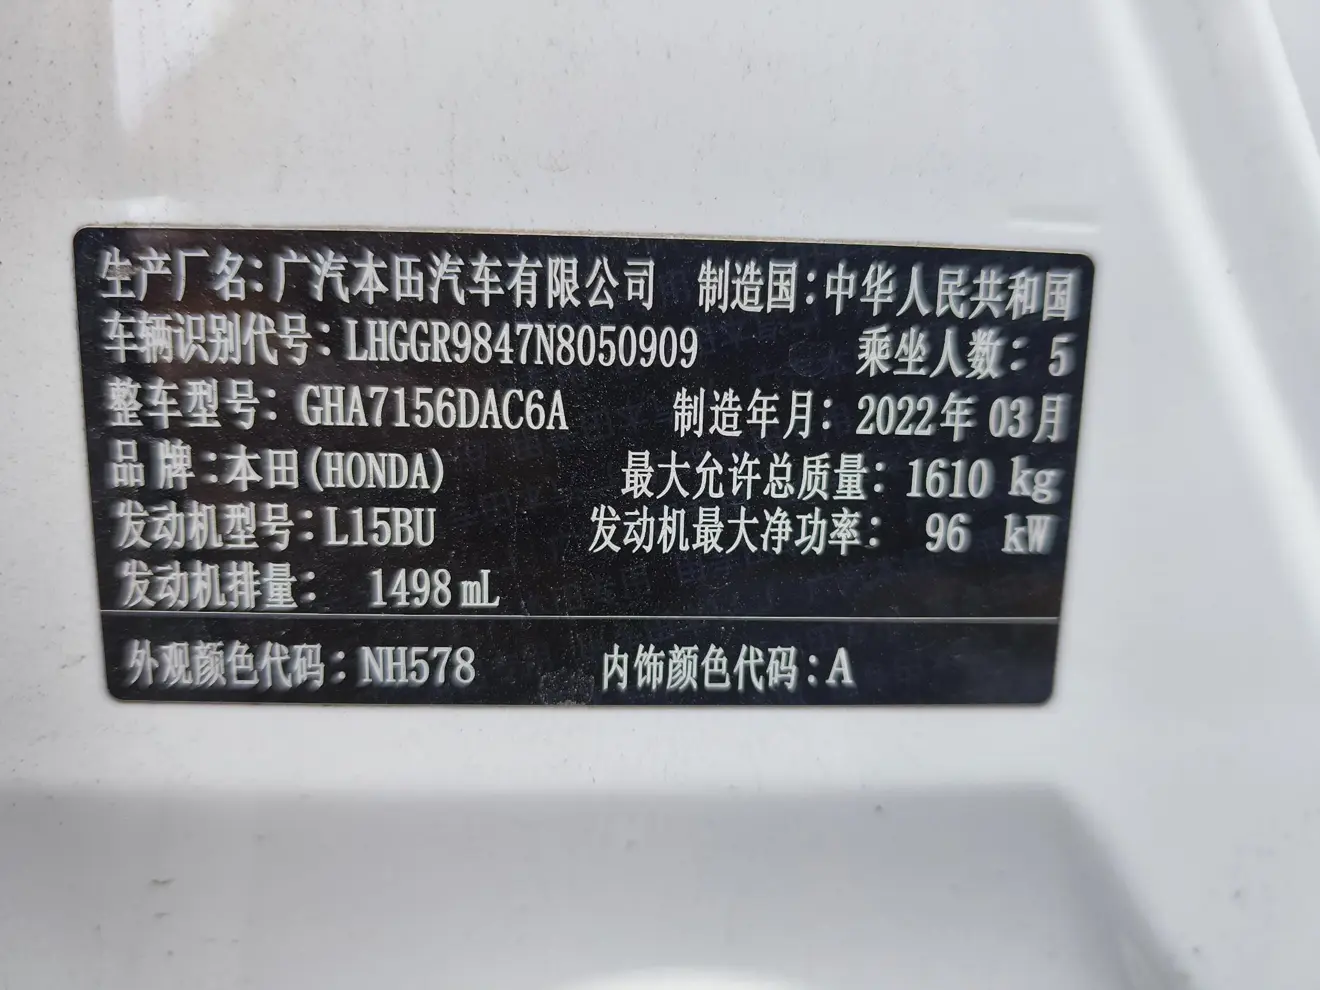 生产厂名:广汽本田汽车有限公司 制造国:中华人民共和国
车辆识别代号:LHGGR9847N8050909 乘坐人数:5
整车型号:GHA7156DAC6A 制造年月:2022年 03月
品 牌:本田(HONDA) 最大允许总质量:1610 kg
发动机型号:L15BU 发动机最大净功率: 96 kW
发动机排量: 1498 mL
外观颜色代码:NH578 内饰颜色代码:A